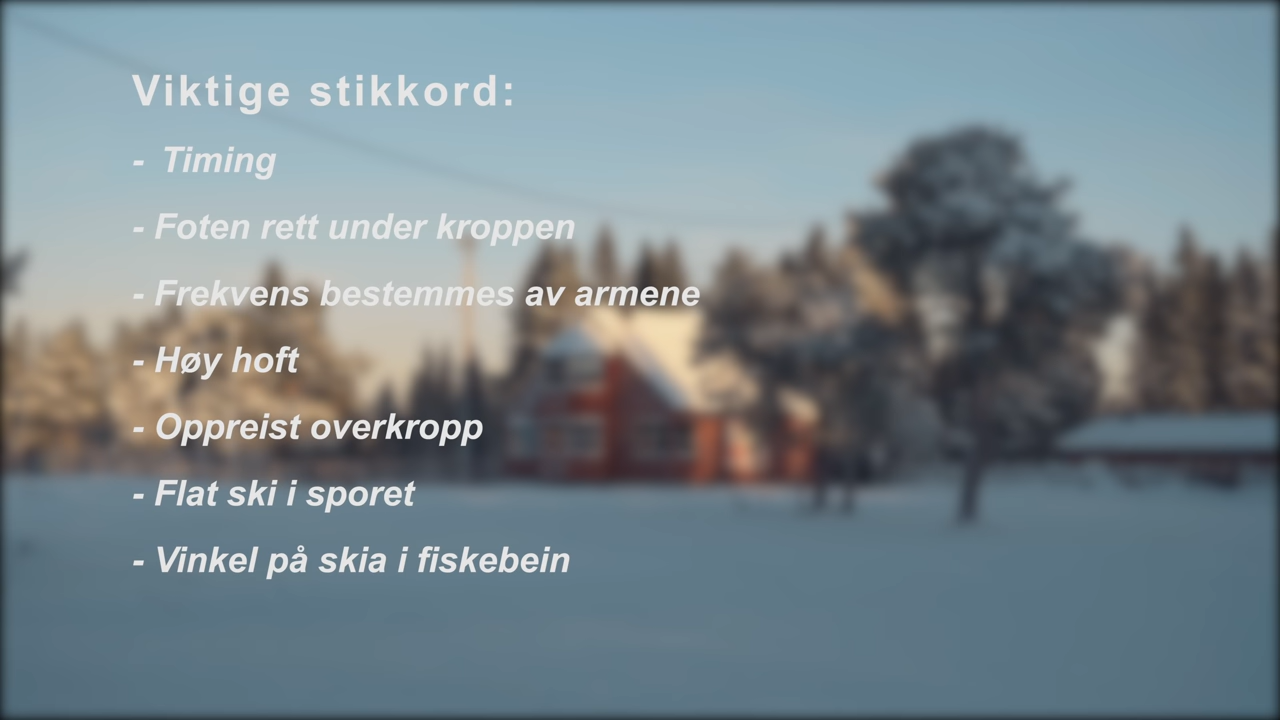 Viktige stikkord:
- Timing
- Foten rett under kroppen
- Frekvens bestemmes av armene
- Høy hoft
- Oppreist overkropp
- Flat ski i sporet
- Vinkel på skia i fiskebein